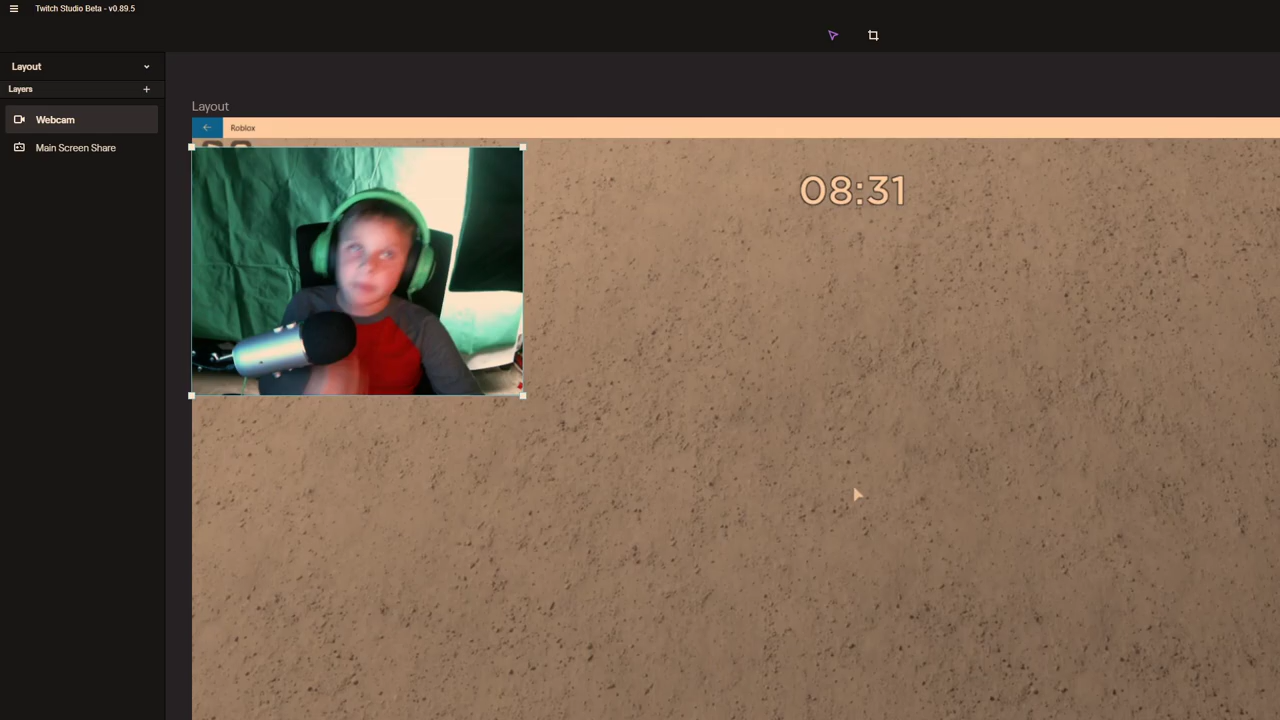 Twitch Studio Beta - v0.89.5
Layout
Layers
Webcam
Main Screen Share
Layout
Roblox
08:31